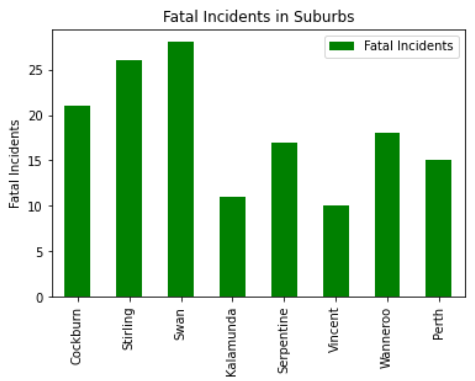 Fatal Incidents in Suburbs
Fatal Incidents
Fatal Incidents
25
20
15
10
5
0
Cockburn
Stirling
Swan
Kalamunda
Serpentine
Vincent
Wanneroo
Perth